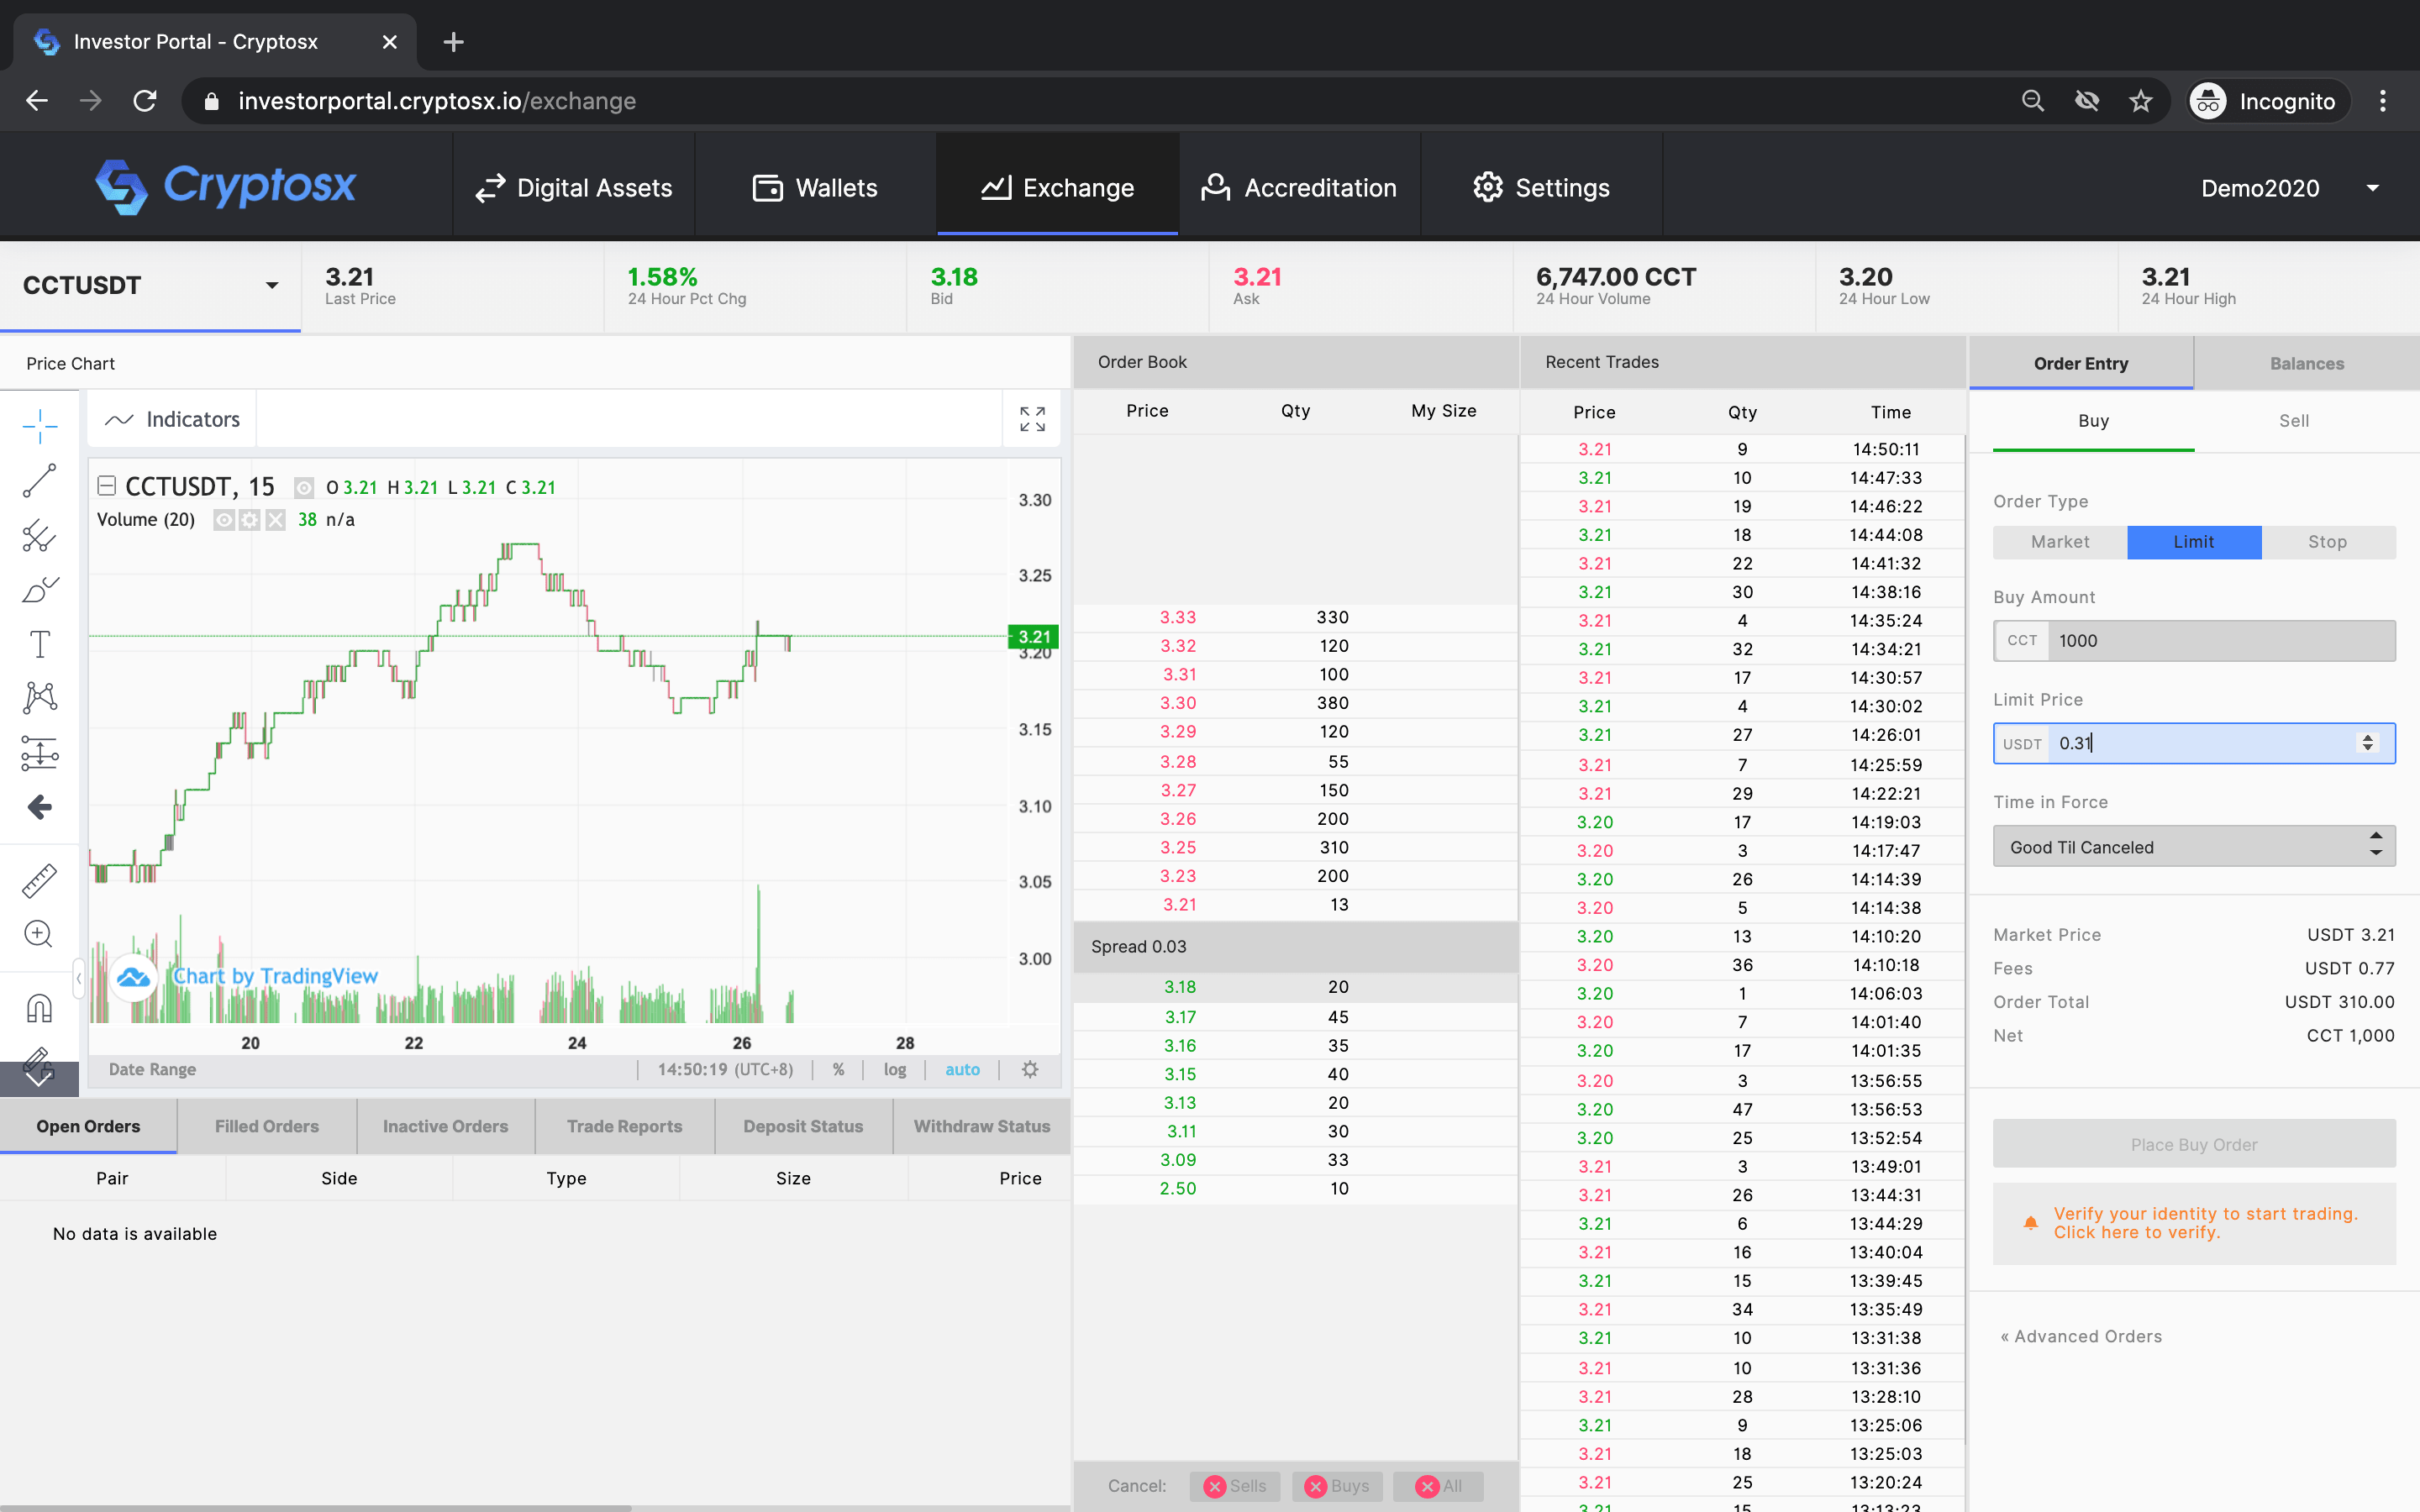 Investor Portal - Cryptosx
investorportal.cryptosx.io/exchange
Incognito
Cryptosx
Digital Assets
Wallets
Exchange
Accreditation
Settings
Demo2020
CCTUSDT
3.21
Last Price
1.58%
24 Hour Pct Chg
3.18
Bid
3.21
Ask
6,747.00 CCT
24 Hour Volume
3.20
24 Hour Low
3.21
24 Hour High
Price Chart
Indicators
CCTUSDT, 15 O 3.21 H 3.21 L 3.21 C 3.21
Volume (20) 38 n/a
3.30
3.25
3.21
3.20
3.15
3.10
3.05
3.00
Chart by TradingView
20 22 24 26 28
Date Range 14:50:19 (UTC+8) % log auto
Open Orders Filled Orders Inactive Orders Trade Reports Deposit Status Withdraw Status
Pair Side Type Size Price
No data is available
Order Book
Price Qty My Size
3.33 330
3.32 120
3.31 100
3.30 380
3.29 120
3.28 55
3.27 150
3.26 200
3.25 310
3.23 200
3.21 13
Spread 0.03
3.18 20
3.17 45
3.16 35
3.15 40
3.13 20
3.11 30
3.09 33
2.50 10
Cancel: Sells Buys All
Recent Trades
Price Qty Time
3.21 9 14:50:11
3.21 10 14:47:33
3.21 19 14:46:22
3.21 18 14:44:08
3.21 22 14:41:32
3.21 30 14:38:16
3.21 4 14:35:24
3.21 32 14:34:21
3.21 17 14:30:57
3.21 4 14:30:02
3.21 27 14:26:01
3.21 7 14:25:59
3.21 29 14:22:21
3.20 17 14:19:03
3.20 3 14:17:47
3.20 26 14:14:39
3.20 5 14:14:38
3.20 13 14:10:20
3.20 36 14:10:18
3.20 1 14:06:03
3.20 7 14:01:40
3.20 17 14:01:35
3.20 3 13:56:55
3.20 47 13:56:53
3.20 25 13:52:54
3.21 3 13:49:01
3.21 26 13:44:31
3.21 6 13:44:29
3.21 16 13:40:04
3.21 15 13:39:45
3.21 34 13:35:49
3.21 10 13:31:38
3.21 10 13:31:36
3.21 28 13:28:10
3.21 9 13:25:06
3.21 18 13:25:03
3.21 25 13:20:24
3.21 15 13:13:23
Order Entry Balances
Buy Sell
Order Type
Market Limit Stop
Buy Amount
CCT 1000
Limit Price
USDT 0.31
Time in Force
Good Til Canceled
Market Price USDT 3.21
Fees USDT 0.77
Order Total USDT 310.00
Net CCT 1,000
Place Buy Order
Verify your identity to start trading.
Click here to verify.
« Advanced Orders